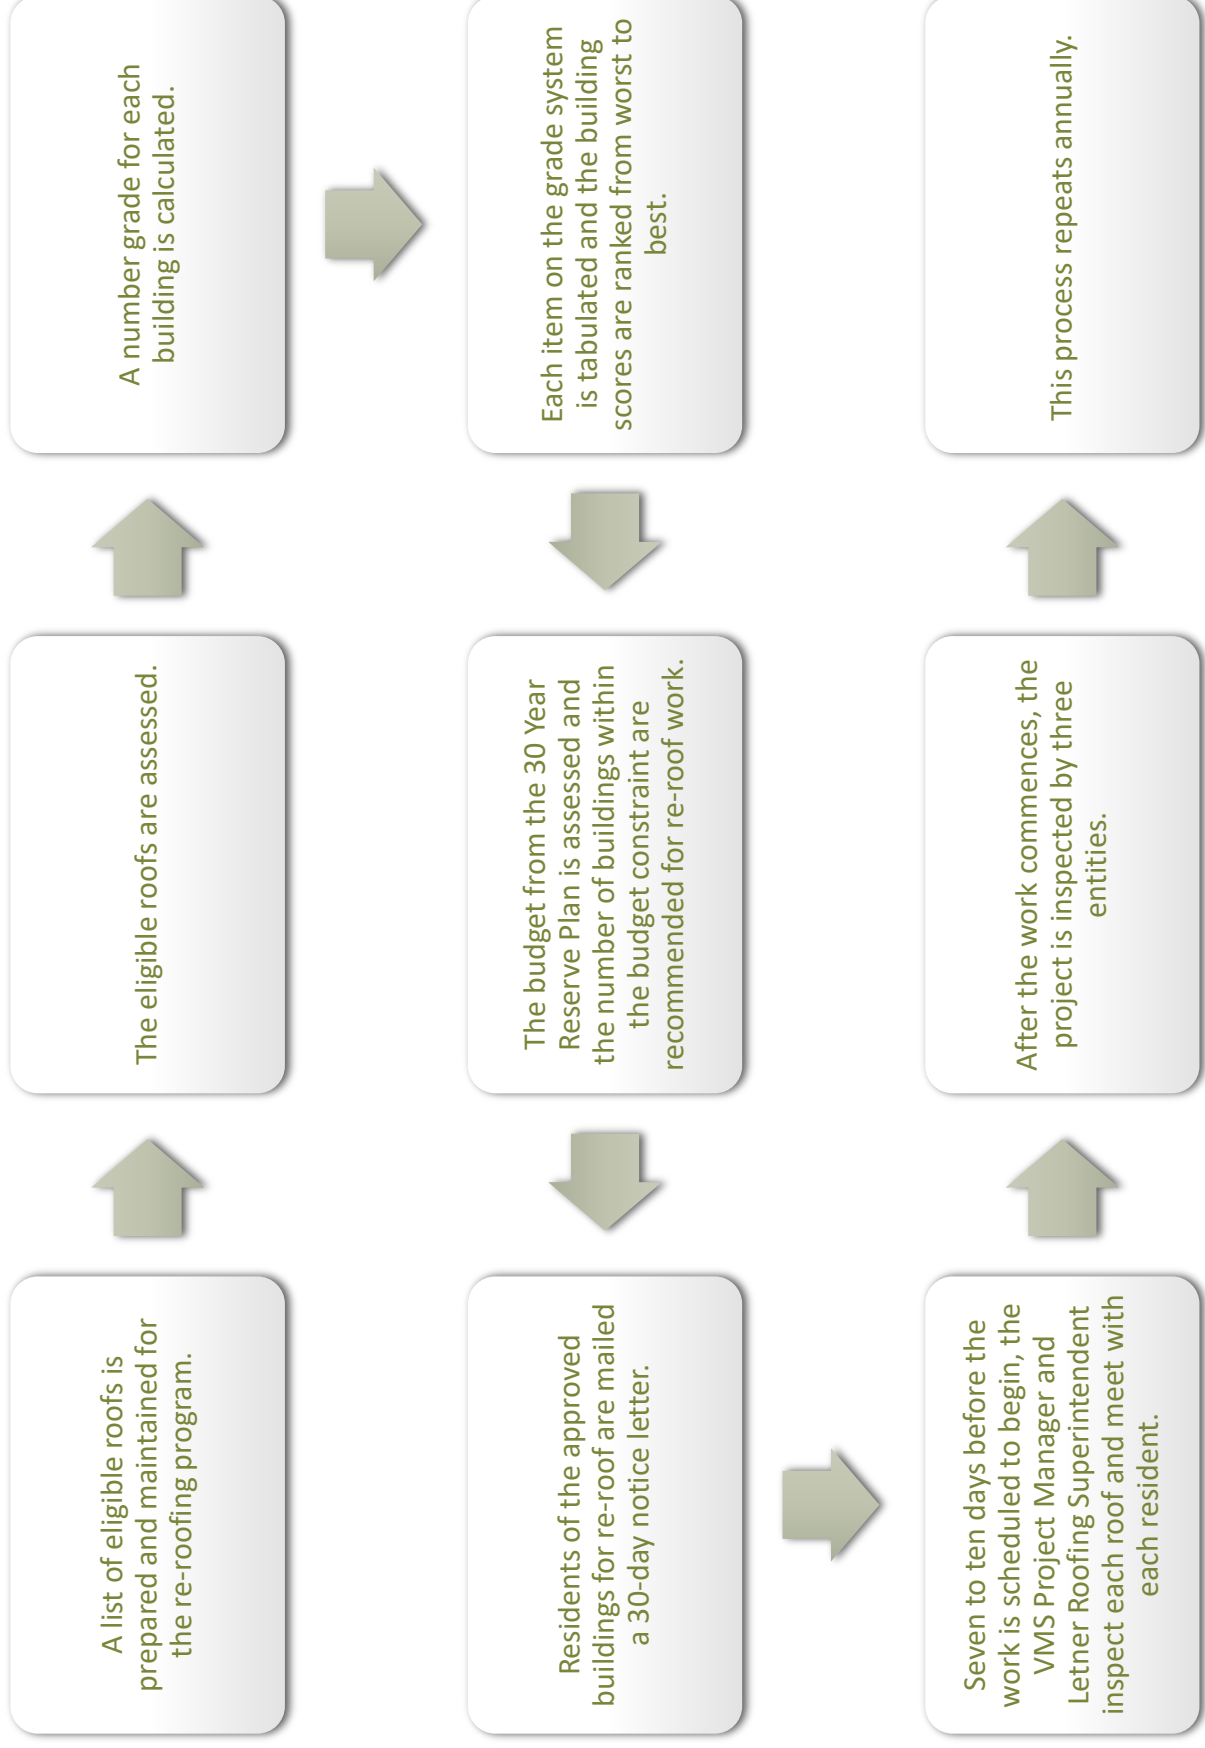 A list of eligible roofs is
prepared and maintained for
the re-roofing program.
The eligible roofs are assessed.
A number grade for each
building is calculated.
Each item on the grade system
is tabulated and the building
scores are ranked from worst to
best.
The budget from the 30 Year
Reserve Plan is assessed and
the number of buildings within
the budget constraint are
recommended for re-roof work.
Residents of the approved
buildings for re-roof are mailed
a 30-day notice letter.
Seven to ten days before the
work is scheduled to begin, the
VMS Project Manager and
Letner Roofing Superintendent
inspect each roof and meet with
each resident.
After the work commences, the
project is inspected by three
entities.
This process repeats annually.